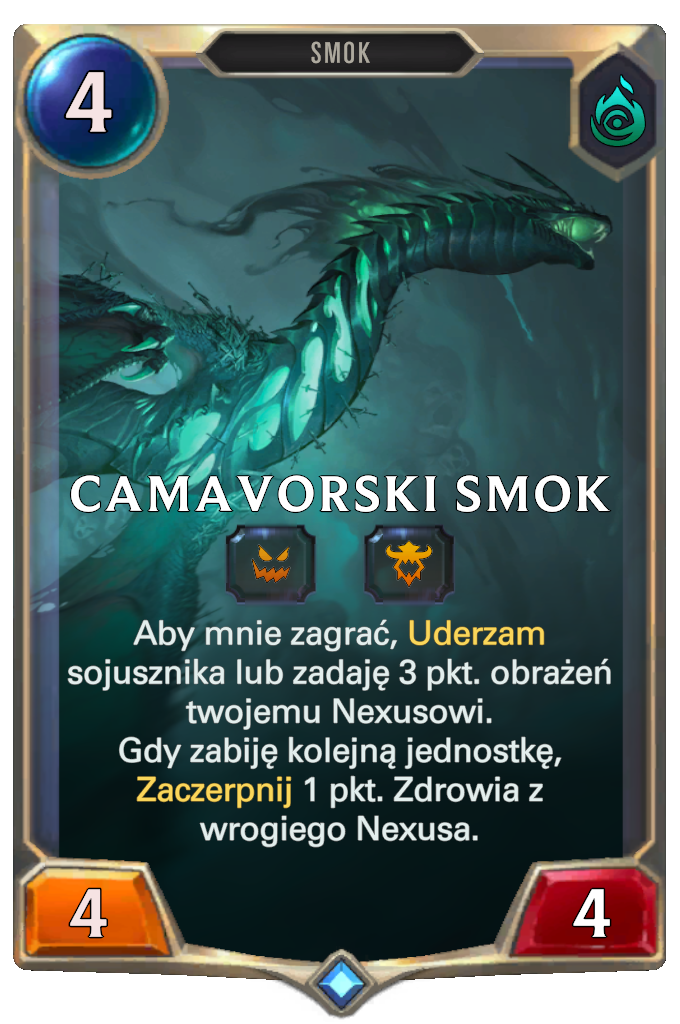 4
SMOK
CAMAVORSKI SMOK
Aby mnie zagrać, Uderzam
sojusznika lub zadaję 3 pkt. obrażeń
twojemu Nexusowi.
Gdy zabiję kolejną jednostkę,
Zaczerpnij 1 pkt. Zdrowia z
wrogiego Nexusa.
4
4